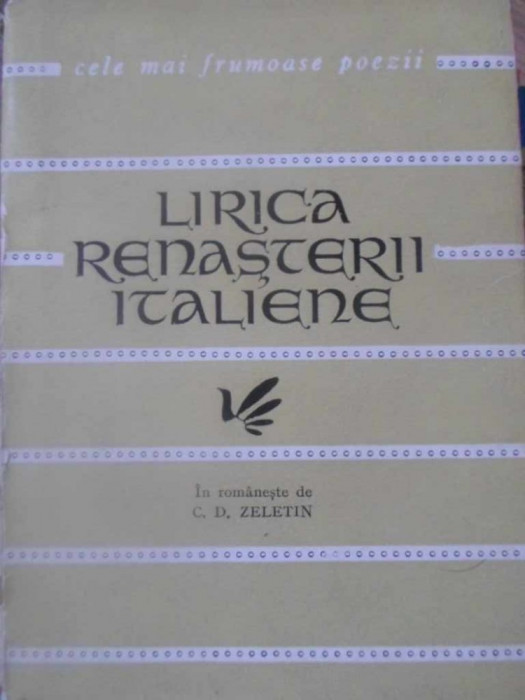 cele mai frumoase poezii
LIRICA
RENAȘTERII
ITALIENE
În românește de
C. D. ZELETIN